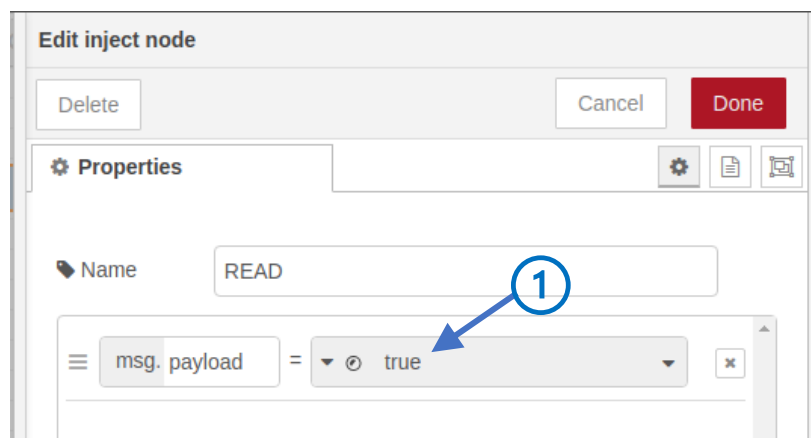 Edit inject node
Delete Cancel Done
Properties
Name READ
1
msg. payload = true